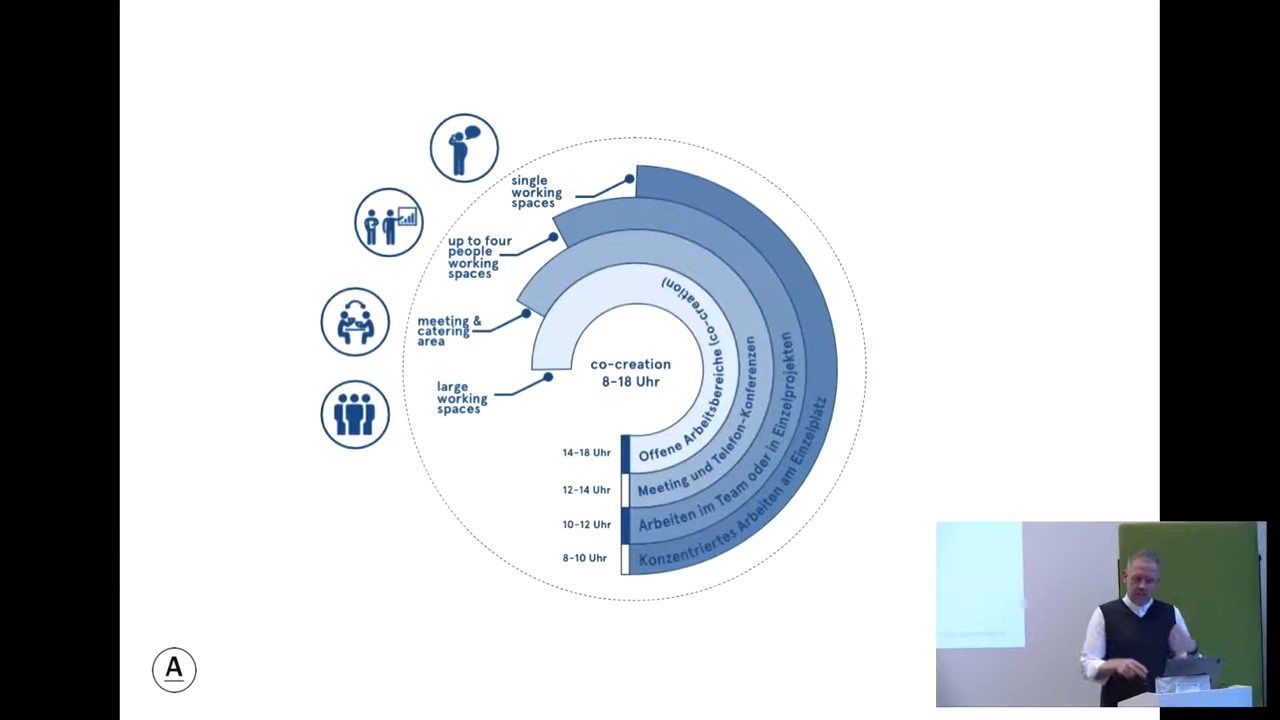 single
working
spaces
up to four
people
working
spaces
meeting &
catering
area
large
working
spaces
co-creation
8-18 Uhr
14-18 Uhr
Offene Arbeitsbereiche (co-creation)
12-14 Uhr
Meeting und Telefon-Konferenzen
10-12 Uhr
Arbeiten im Team oder in Einzelprojekten
8-10 Uhr
Konzentriertes Arbeiten am Einzelplatz
A